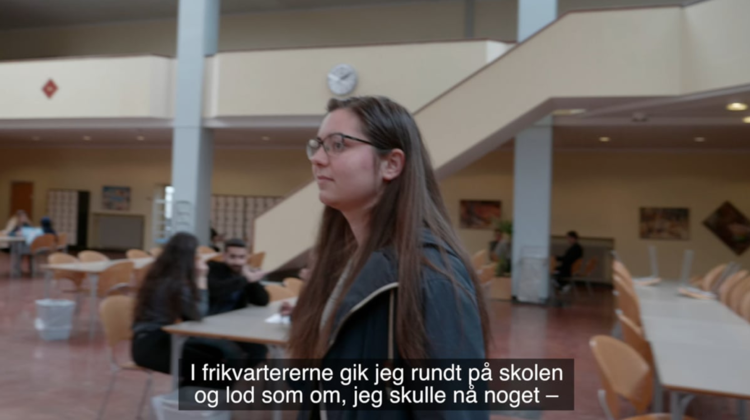 I frikvartererne gik jeg rundt på skolen
og lod som om, jeg skulle nå noget –